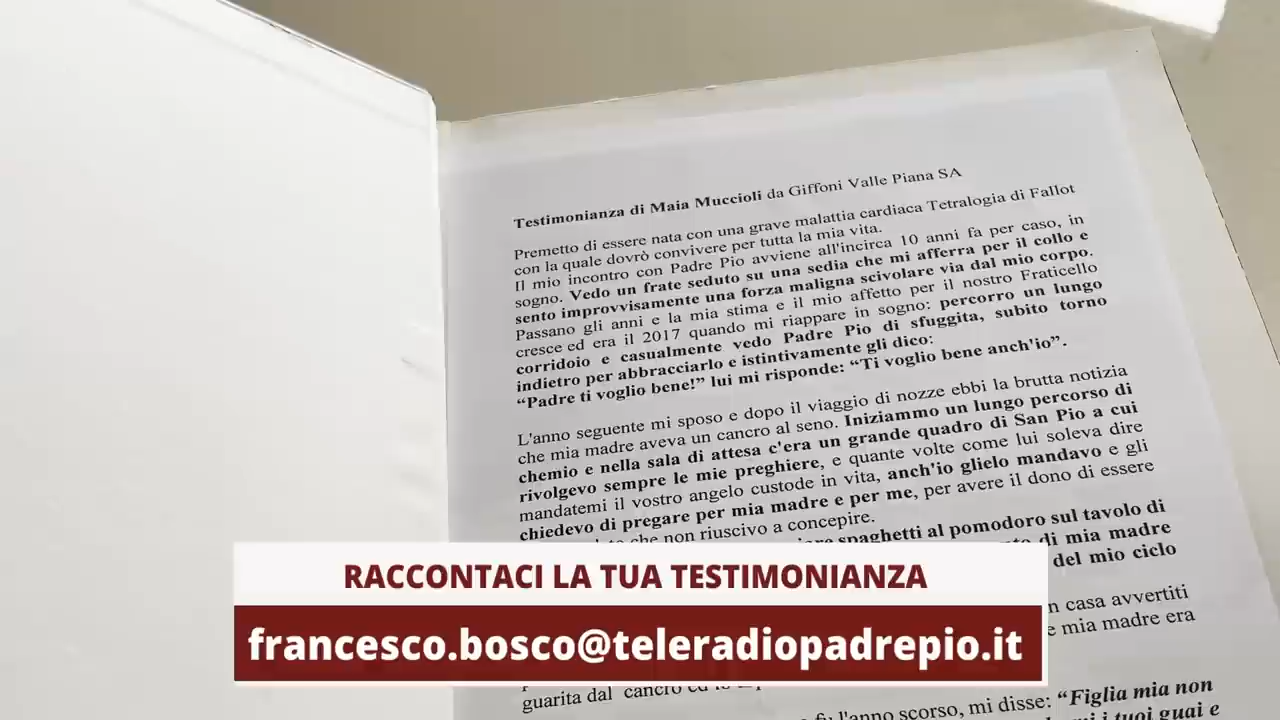 Testimonianza di Maia Muccioli da Giffoni Valle Piana SA
Premetto di essere nata con una grave malattia cardiaca Tetralogia di Fallot
con la quale dovrò convivere per tutta la mia vita.
Il mio incontro con Padre Pio avviene all'incirca 10 anni fa per caso, in
sogno. Vedo un frate seduto su una sedia che mi afferra per il collo e
sento improvvisamente una forza maligna scivolare via dal mio corpo.
Passano gli anni e la mia stima e il mio affetto per il nostro Fraticello
cresce ed era il 2017 quando mi riappare in sogno: percorro un lungo
corridoio e casualmente vedo Padre Pio di sfuggita, subito torno
indietro per abbracciarlo e istintivamente gli dico:
“Padre ti voglio bene!” lui mi risponde: “Ti voglio bene anch'io”.
L'anno seguente mi sposo e dopo il viaggio di nozze ebbi la brutta notizia
che mia madre aveva un cancro al seno. Iniziammo un lungo percorso di
chemio e nella sala di attesa c'era un grande quadro di San Pio a cui
rivolgevo sempre le mie preghiere, e quante volte come lui soleva dire
mandatemi il vostro angelo custode in vita, anch'io glielo mandavo e gli
chiedevo di pregare per mia madre e per me, per avere il dono di essere
che non riuscivo a concepire.
spaghetti al pomodoro sul tavolo di
di mia madre
del mio ciclo
casa avvertiti
mia madre era
guarita dal cancro
l'anno scorso, mi disse: “Figlia mia non
i tuoi guai e
RACCONTACI LA TUA TESTIMONIANZA
francesco.bosco@teleradiopadrepio.it